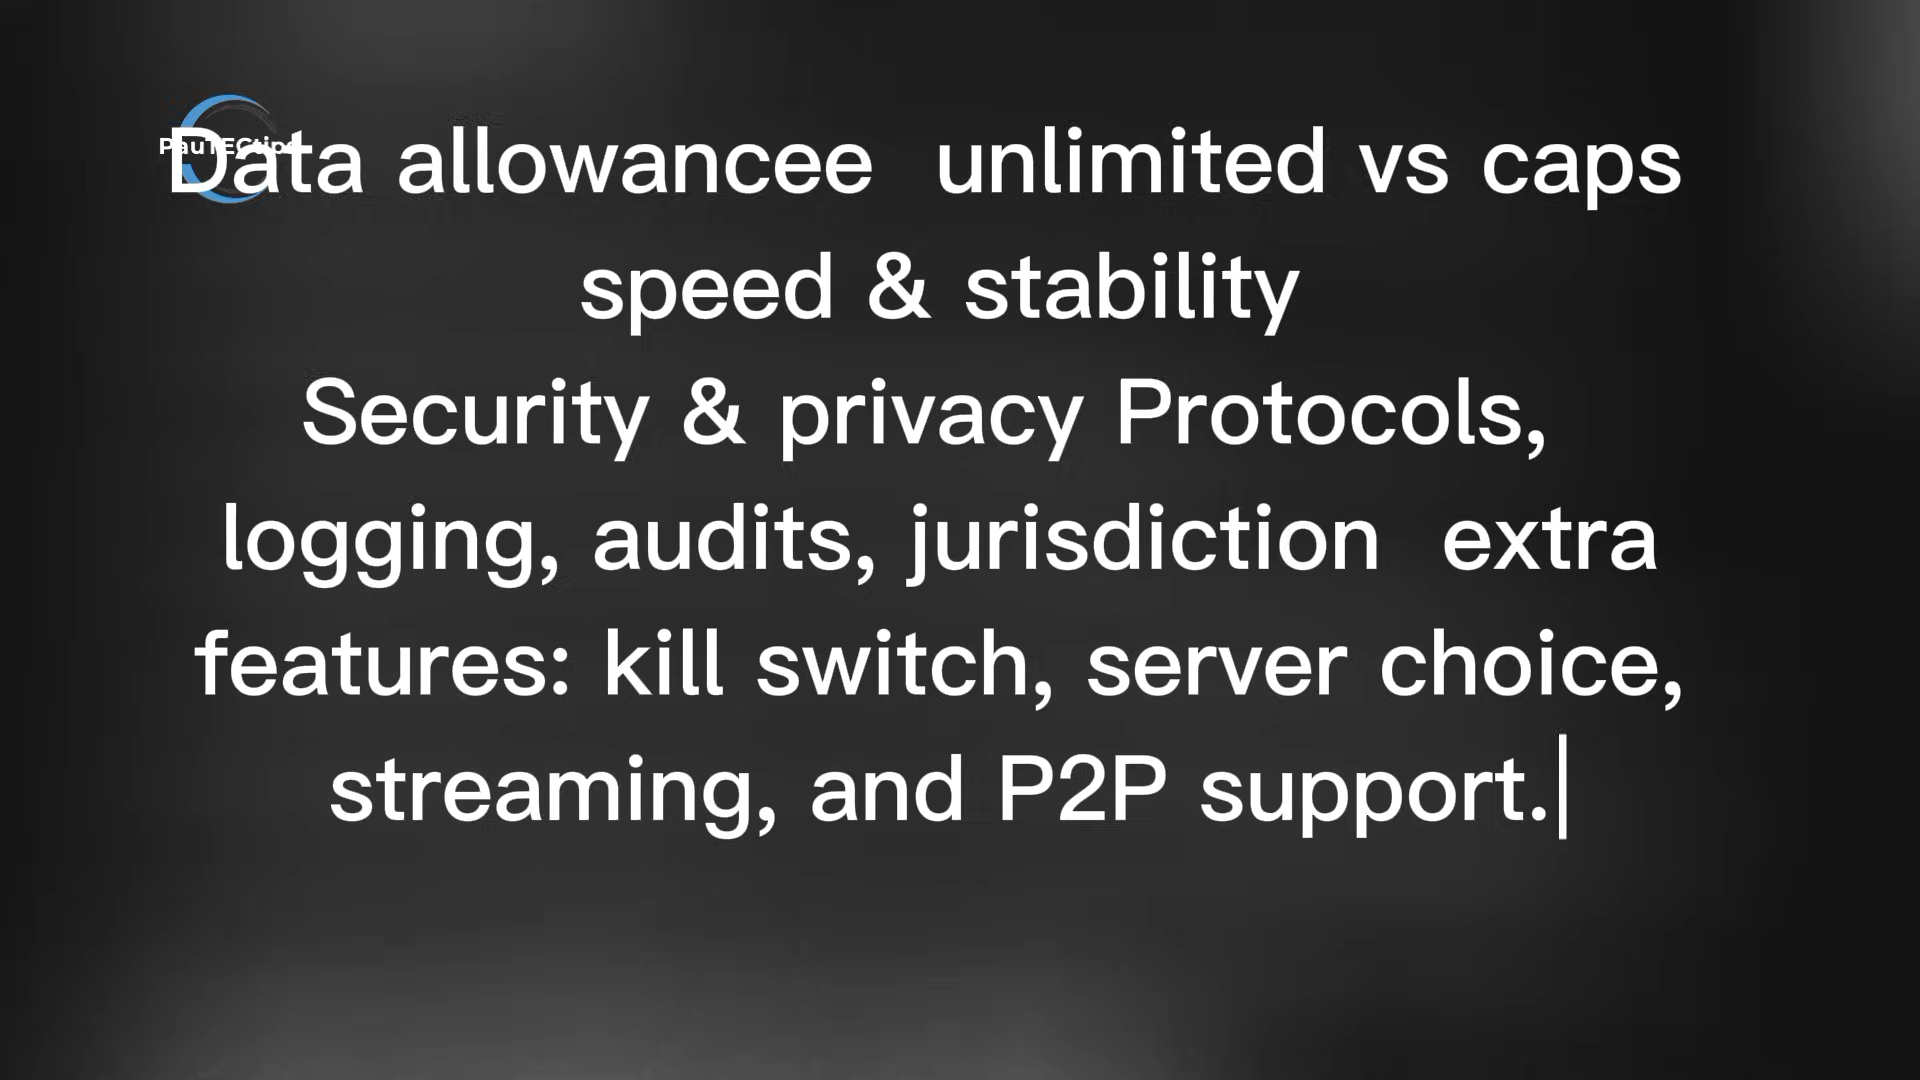 PauTECtips
Data allowancee  unlimited vs caps
speed & stability
Security & privacy Protocols,
logging, audits, jurisdiction  extra
features: kill switch, server choice,
streaming, and P2P support.